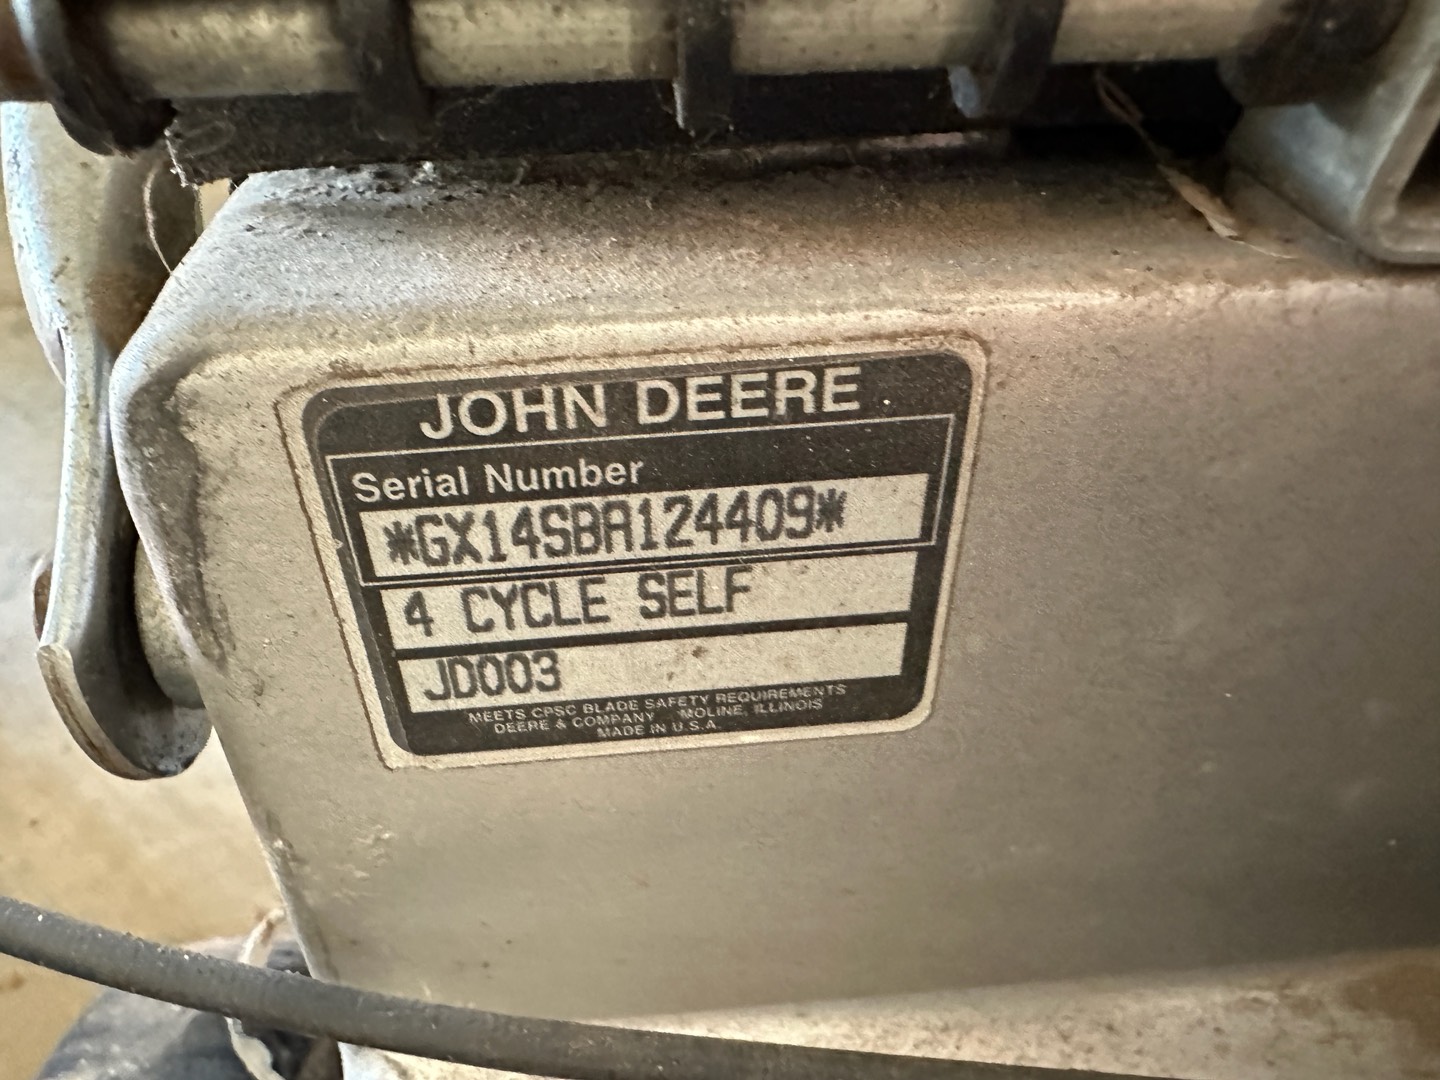 JOHN DEERE
Serial Number
*GX14SBA124409*
4 CYCLE SELF
JD003
MEETS CPSC BLADE SAFETY REQUIREMENTS
DEERE & COMPANY MOLINE, ILLINOIS
MADE IN U.S.A.